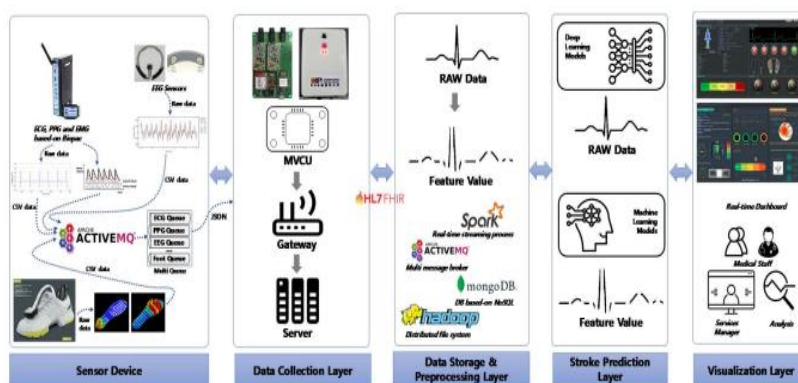 EEG Sensors
Raw data
ECG, PPG and EMG
based-on Biopac
Raw data
CSV data
CSV data
APACHE
ACTIVEMQ
ECG Queue
PPG Queue
EEG Queue
Foot Queue
Multi Queue
JSON
CSV data
Raw
data
Sensor Device
MVCU
Gateway
Server
Data Collection Layer
HL7 FHIR
RAW Data
Feature Value
Spark
Real-time streaming process
APACHE
ACTIVEMQ
Multi message broker
mongoDB
DB based-on NoSQL
hadoop
Distributed file system
Data Storage &
Preprocessing Layer
Deep
Learning
Models
RAW Data
Machine
Learning
Models
Feature Value
Stroke Prediction
Layer
Real-time Dashboard
Medical Staff
Services
Manager
Analysis
Visualization Layer